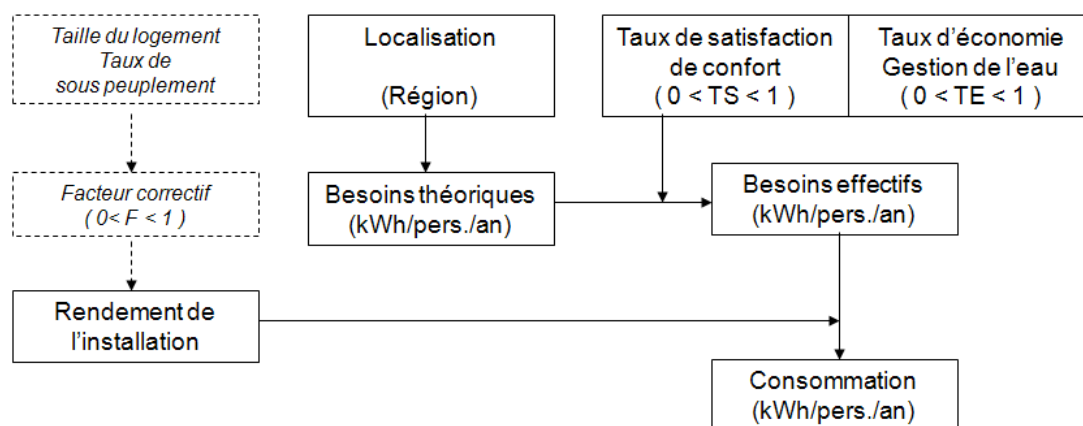 Taille du logement
Taux de
sous peuplement
Localisation
(Région)
Taux de satisfaction
de confort
( 0 < TS < 1 )
Taux d'économie
Gestion de l'eau
( 0 < TE < 1 )
Facteur correctif
( 0< F < 1 )
Besoins théoriques
(kWh/pers./an)
Besoins effectifs
(kWh/pers./an)
Rendement de
l'installation
Consommation
(kWh/pers./an)